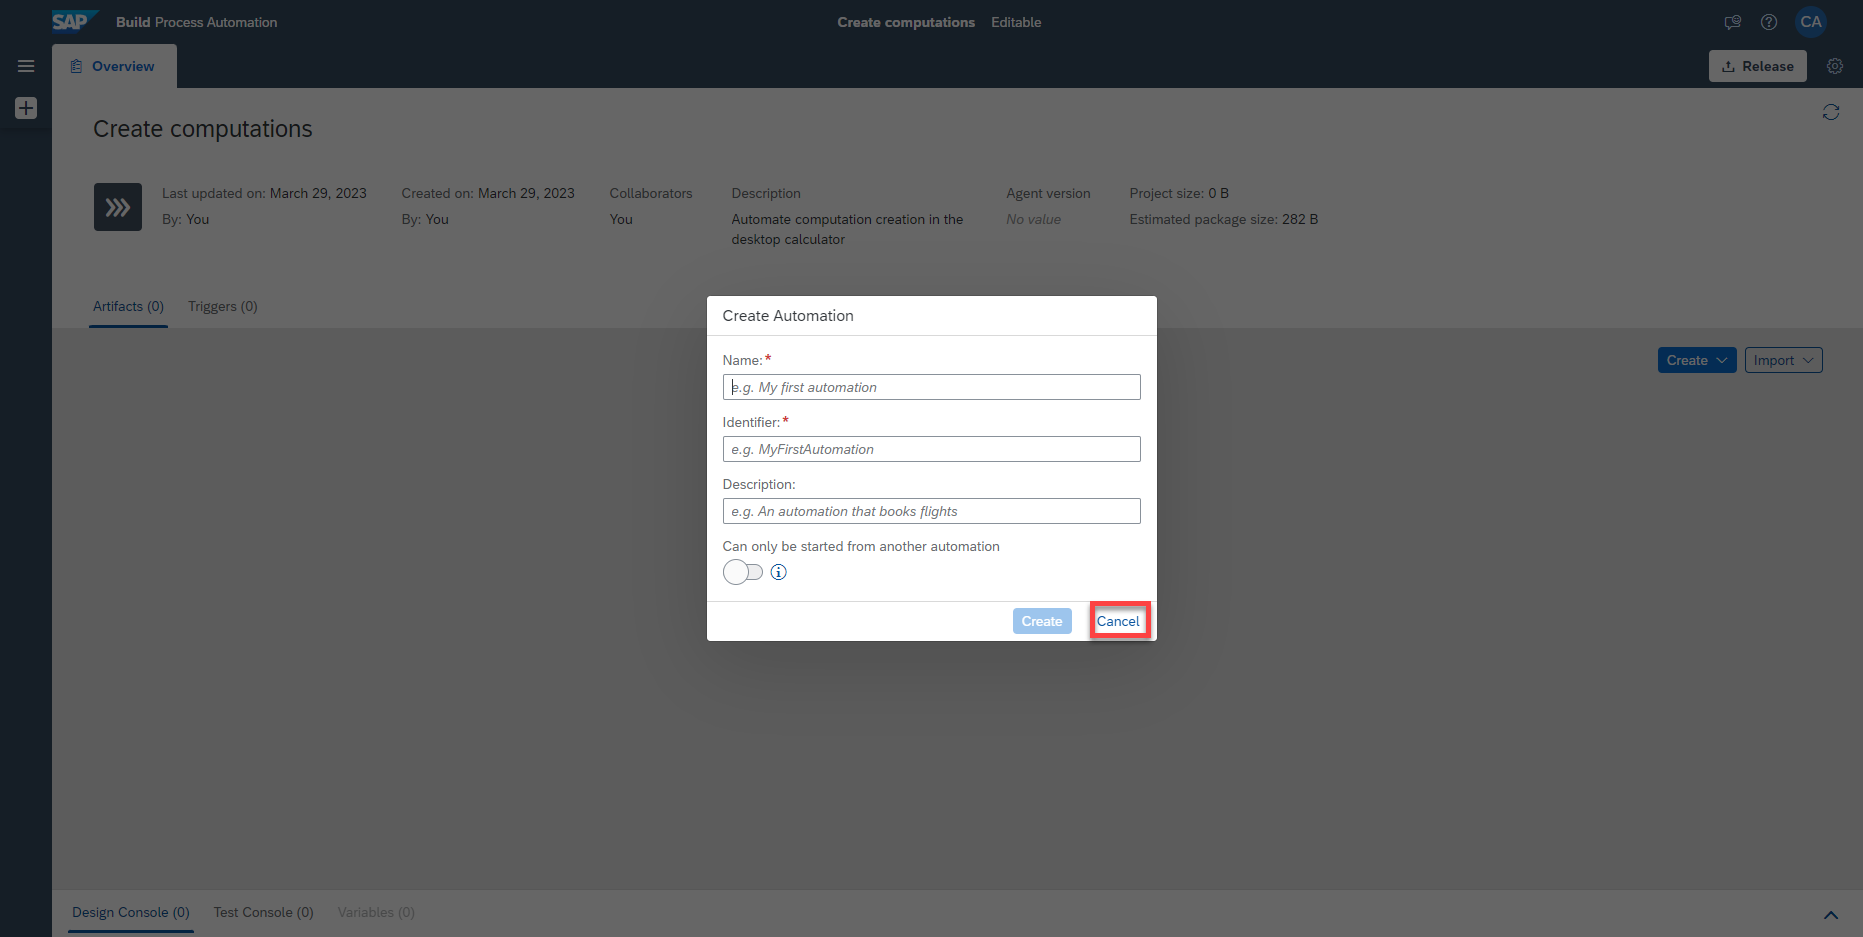 SAP Build Process Automation
Create computations Editable
CA
Overview
Release
Create computations
Last updated on: March 29, 2023
By: You
Created on: March 29, 2023
By: You
Collaborators
You
Description
Automate computation creation in the
desktop calculator
Agent version
No value
Project size: 0 B
Estimated package size: 282 B
Artifacts (0) Triggers (0)
Create Import
Create Automation
Name:*
e.g. My first automation
Identifier:*
e.g. MyFirstAutomation
Description:
e.g. An automation that books flights
Can only be started from another automation
Create Cancel
Design Console (0) Test Console (0) Variables (0)